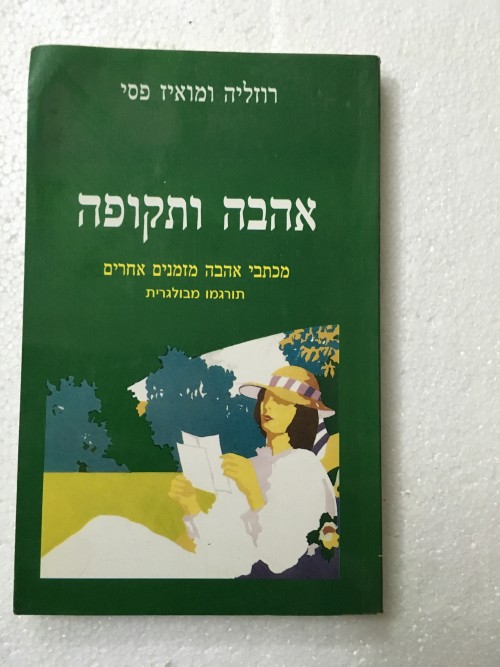 רוזליה ומואיז פסי
אהבה ותקופה
מכתבי אהבה מזמנים אחרים
תורגמו מבולגרית